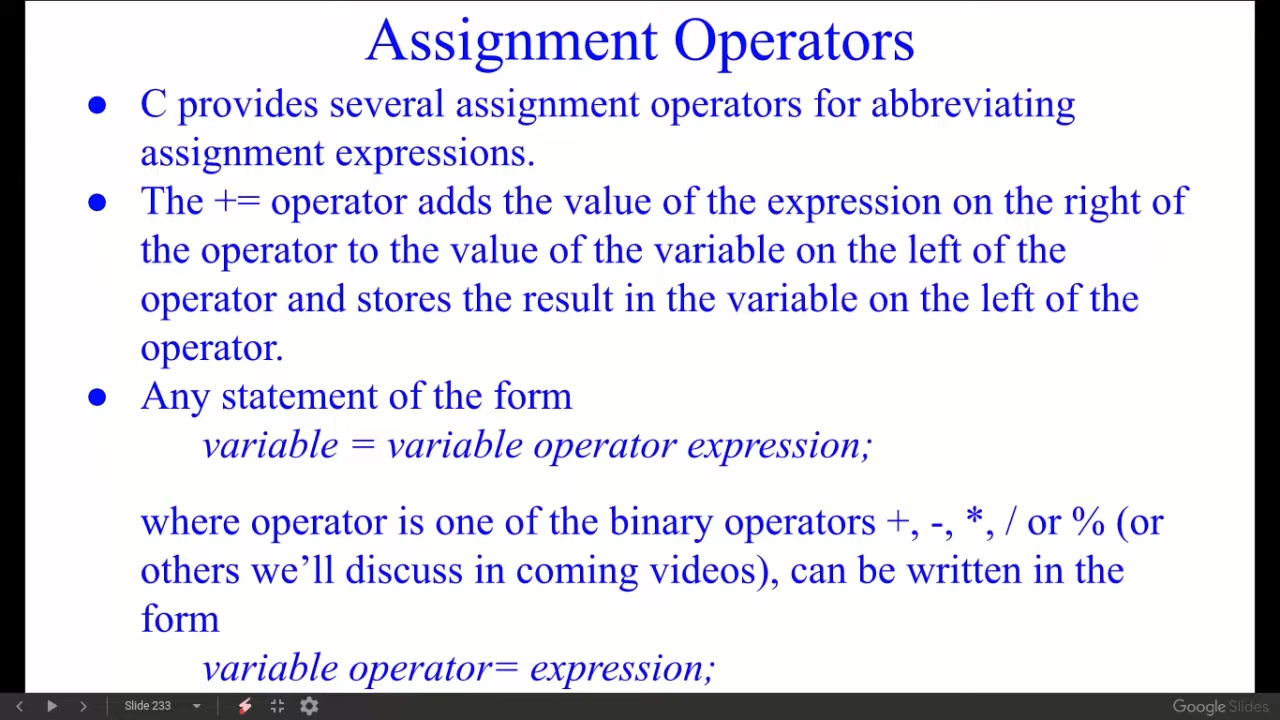 Assignment Operators
● C provides several assignment operators for abbreviating
assignment expressions.
● The += operator adds the value of the expression on the right of
the operator to the value of the variable on the left of the
operator and stores the result in the variable on the left of the
operator.
● Any statement of the form
variable = variable operator expression;
where operator is one of the binary operators +, -, *, / or % (or
others we’ll discuss in coming videos), can be written in the
form
variable operator= expression;
Slide 233
Google Slides